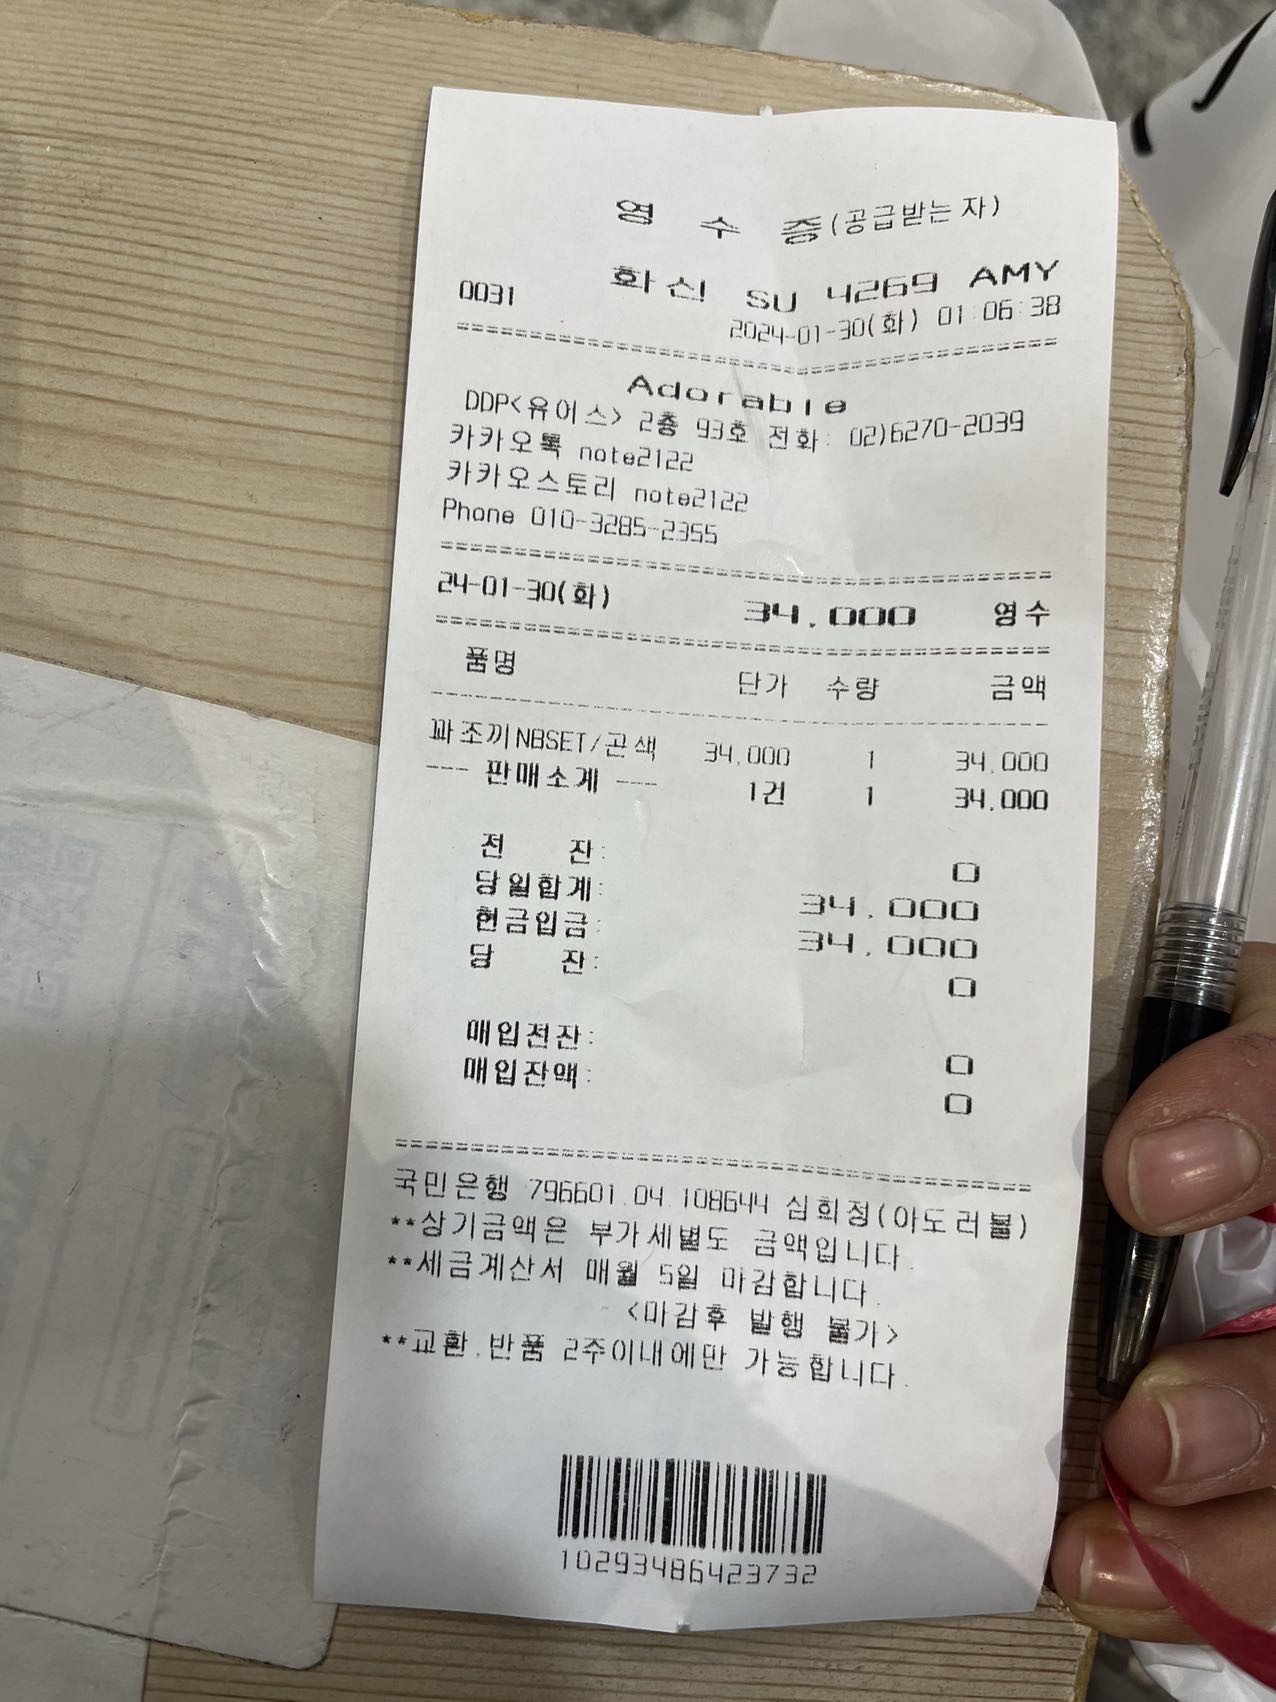 영 수 증(공급받는자)
0031 화신 SU 4269 AMY
2024-01-30(화) 01:06:38
Adorable
DDP<유어스> 2층 93호 전화: 02)6270-2039
카카오톡 note2122
카카오스토리 note2122
Phone 010-3285-2355
24-01-30(화) 34,000 영수
품명 단가 수량 금액
꽈조끼NBSET/곤색 34,000 1 34,000
--- 판매소계 --- 1건 1 34,000
전 잔: 0
당일합계: 34,000
현금입금: 34,000
당 잔: 0
매입전잔: 0
매입잔액: 0
국민은행 796601.04.108644 심희정(아도러블)
**상기금액은 부가세별도 금액입니다.
**세금계산서 매월 5일 마감합니다.
<마감후 발행 불가>
**교환.반품 2주이내에만 가능합니다.
10293486423732